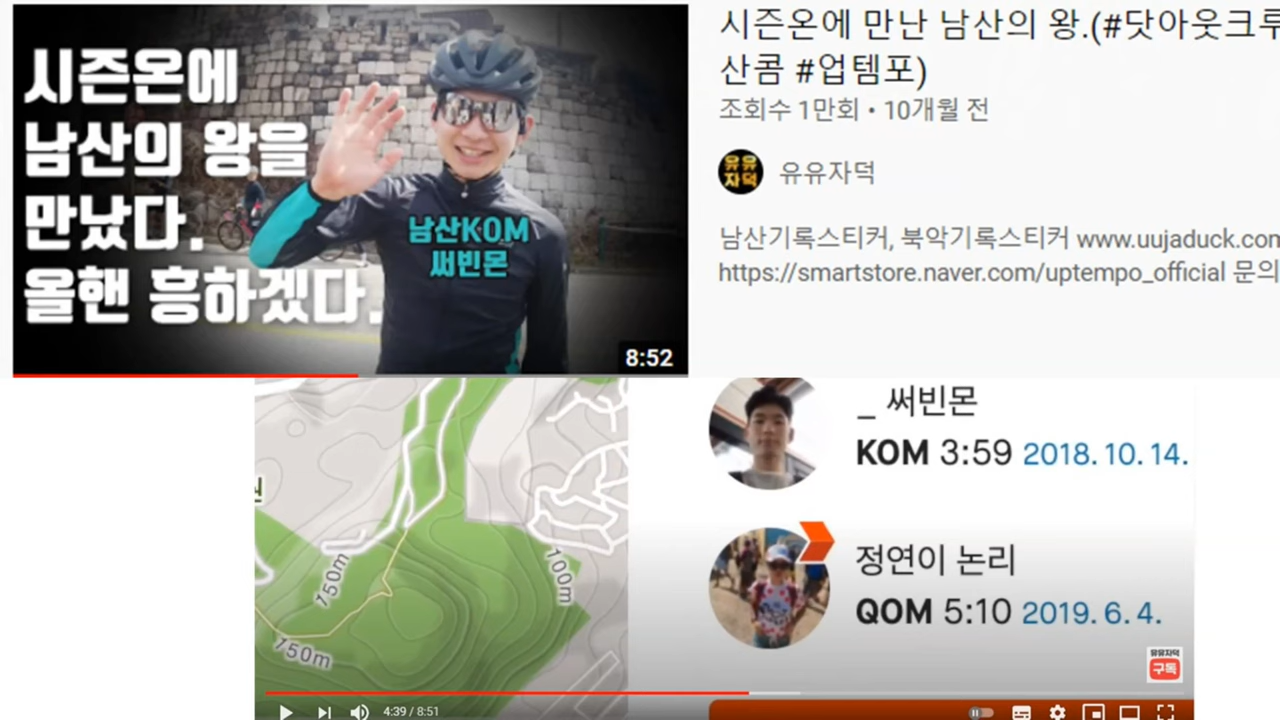 시즌온에
남산의 왕을
만났다.
올핸 흥하겠다.
남산KOM
써빈몬
8:52
시즌온에 만난 남산의 왕.(#닷아웃크루
산콤 #업템포)
조회수 1만회 • 10개월 전
유유자덕
유유자덕
남산기록스티커, 북악기록스티커 www.uujaduck.com
https://smartstore.naver.com/uptempo_official 문의
150m
100m
150m
_ 써빈몬
KOM 3:59 2018. 10. 14.
정연이 논리
QOM 5:10 2019. 6. 4.
유유자덕
구독
4:39 / 8:51